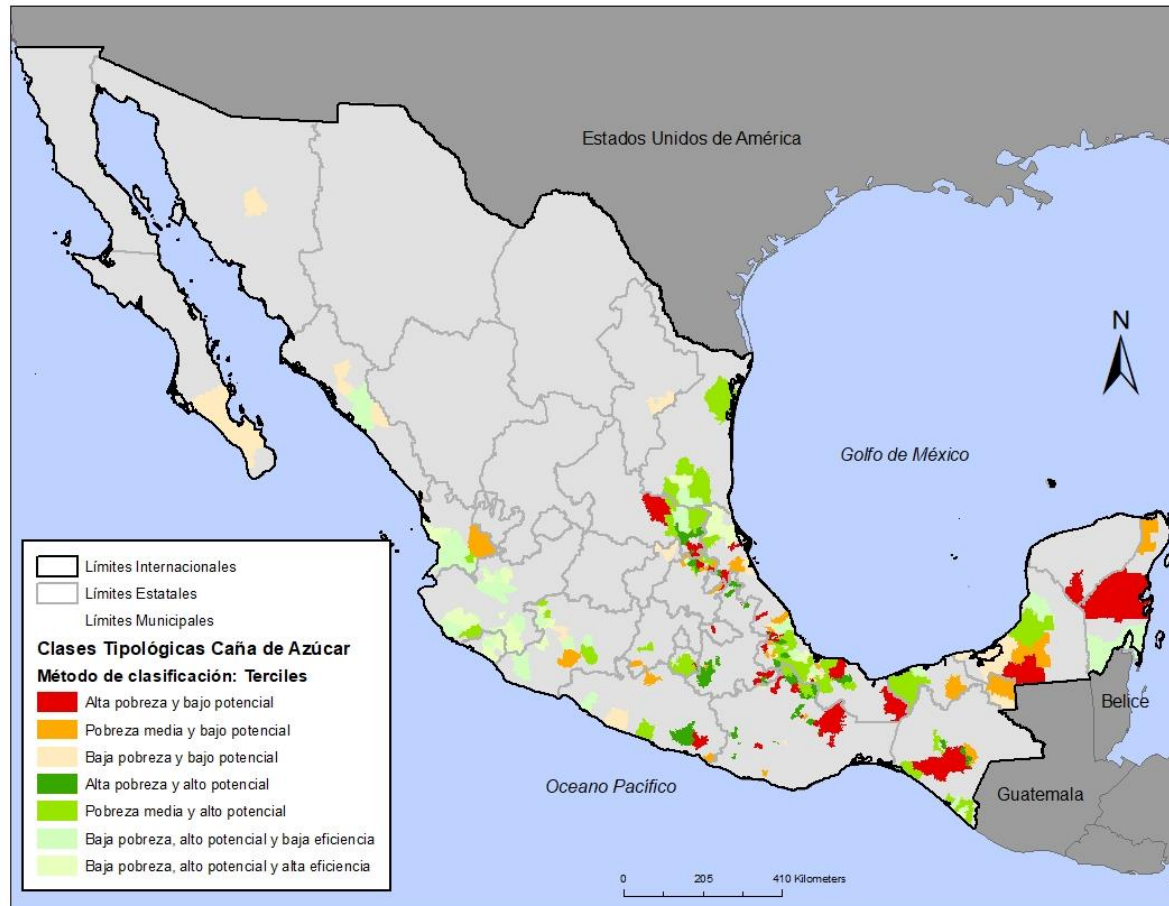 Estados Unidos de América
N
Golfo de México
Límites Internacionales
Límites Estatales
Límites Municipales
Clases Tipológicas Caña de Azúcar
Método de clasificación: Terciles
Alta pobreza y bajo potencial
Pobreza media y bajo potencial
Baja pobreza y bajo potencial
Alta pobreza y alto potencial
Pobreza media y alto potencial
Baja pobreza, alto potencial y baja eficiencia
Baja pobreza, alto potencial y alta eficiencia
Belice
Guatemala
Oceano Pacífico
0 205 410 Kilometers